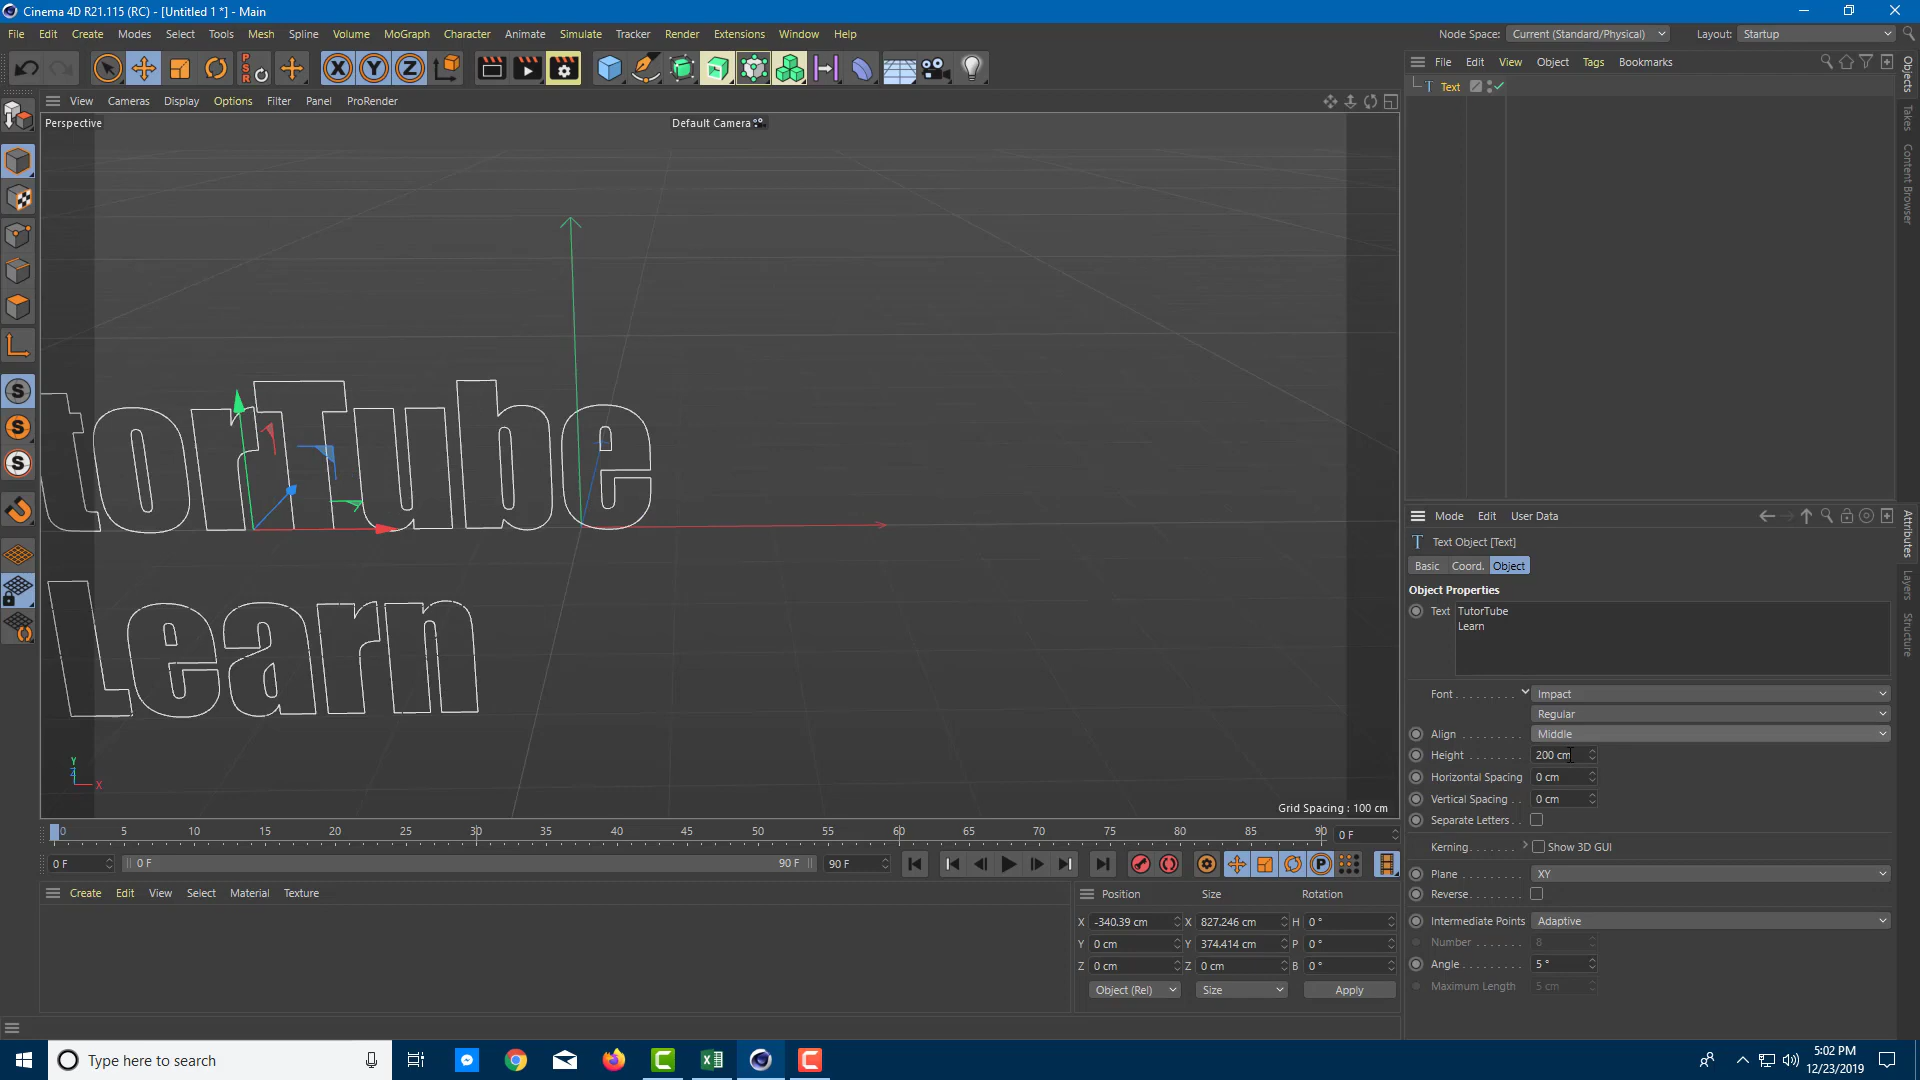 Cinema 4D R21.115 (RC) - [Untitled 1 *] - Main
File Edit Create Modes Select Tools Mesh Spline Volume MoGraph Character Animate Simulate Tracker Render Extensions Window Help
Node Space: Current (Standard/Physical) Layout: Startup
PSR X Y Z
File Edit View Object Tags Bookmarks
Text
View Cameras Display Options Filter Panel ProRender
Perspective
Default Camera
torTube
Learn
Y
Z
X
Grid Spacing : 100 cm
S
S
S
Objects
Takes
Content Browser
Mode Edit User Data
Text Object [Text]
Basic Coord. Object
Object Properties
Text TutorTube
Learn
Font Impact
Regular
Align Middle
Height 200 cm
Horizontal Spacing 0 cm
Vertical Spacing 0 cm
Separate Letters
Kerning Show 3D GUI
Plane XY
Reverse
Intermediate Points Adaptive
Number 8
Angle 5 °
Maximum Length 5 cm
Attributes
Layers
Structure
0 5 10 15 20 25 30 35 40 45 50 55 60 65 70 75 80 85 90 0 F
0 F 0 F 90 F 90 F P
Create Edit View Select Material Texture
Position Size Rotation
X -340.39 cm X 827.246 cm H 0 °
Y 0 cm Y 374.414 cm P 0 °
Z 0 cm Z 0 cm B 0 °
Object (Rel) Size Apply
Type here to search
5:02 PM
12/23/2019